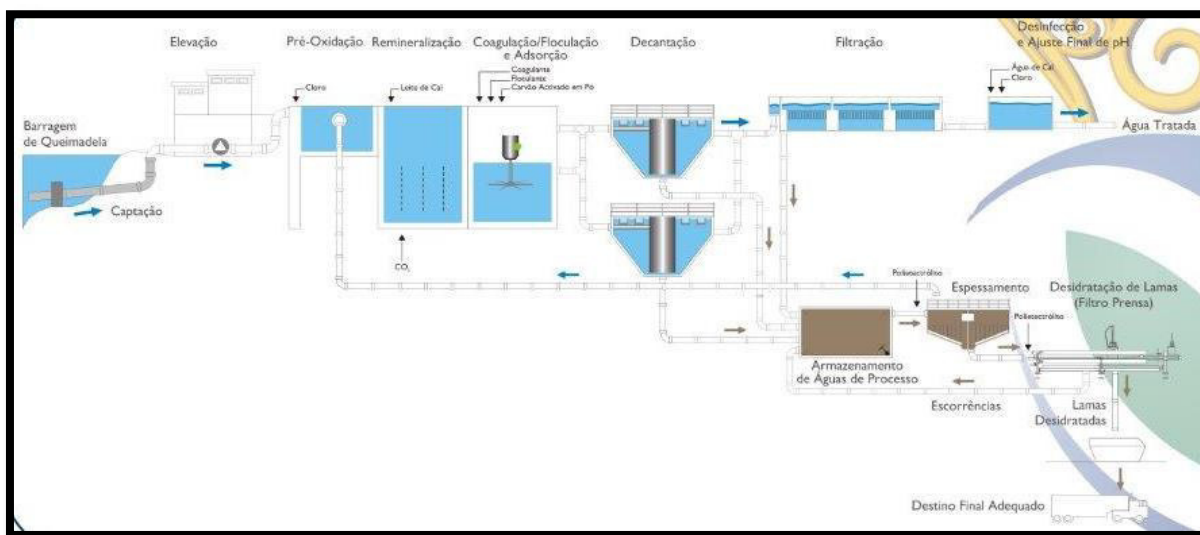 Elevação
Pré-Oxidação
Remineralização
Coagulação/Floculação
e Adsorção
Decantação
Filtração
Desinfecção
e Ajuste Final de pH
Cloro
Leite de Cal
Coagulante
Floculante
Carvão Activado em Pó
Água de Cal
Cloro
Barragem
de Queimadela
Água Tratada
Captação
CO₂
Polielectrólito
Espessamento
Desidratação de Lamas
(Filtro Prensa)
Polielectrólito
Armazenamento
de Águas de Processo
Escorrências
Lamas
Desidratadas
Destino Final Adequado